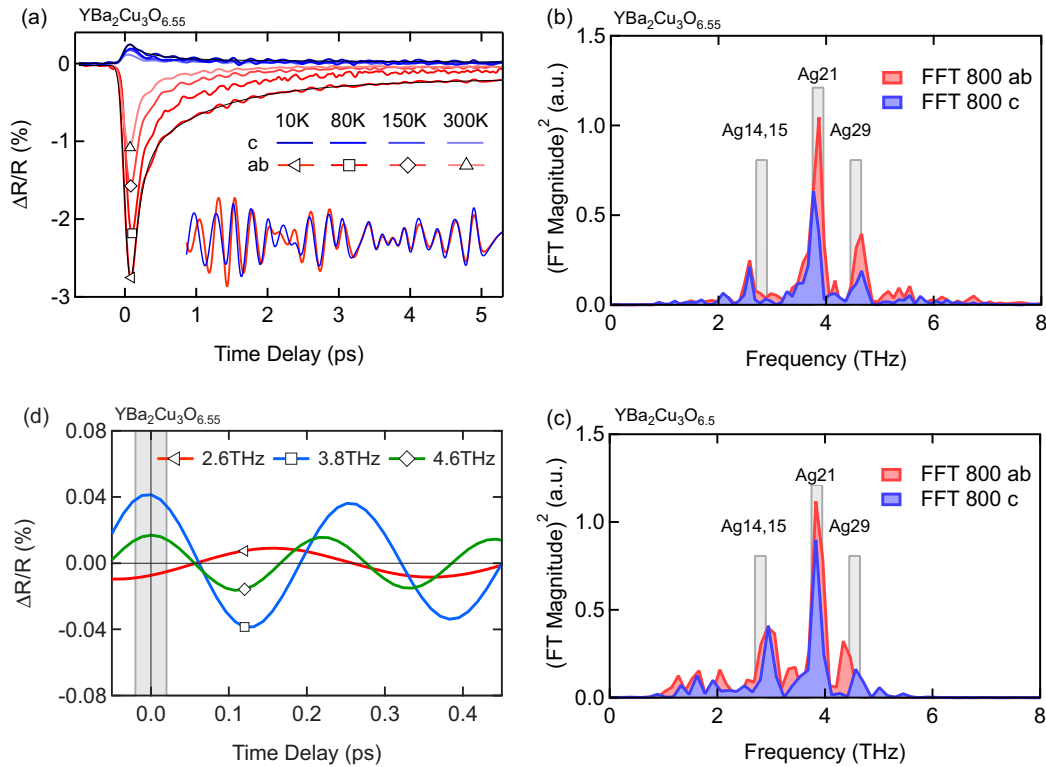 (a)
YBa₂Cu₃O₆.₅₅
0
-1
-2
-3
ΔR/R (%)
10K 80K 150K 300K
c
ab
0 1 2 3 4 5
Time Delay (ps)
(b)
YBa₂Cu₃O₆.₅₅
1.5
1.0
0.5
0.0
(FT Magnitude)² (a.u.)
Ag21
Ag14,15
Ag29
FFT 800 ab
FFT 800 c
0 2 4 6 8
Frequency (THz)
(d)
YBa₂Cu₃O₆.₅₅
0.08
0.04
0.00
-0.04
-0.08
ΔR/R (%)
2.6THz 3.8THz 4.6THz
0.0 0.1 0.2 0.3 0.4
Time Delay (ps)
(c)
YBa₂Cu₃O₆.₅
1.5
1.0
0.5
0.0
(FT Magnitude)² (a.u.)
Ag21
Ag14,15
Ag29
FFT 800 ab
FFT 800 c
0 2 4 6 8
Frequency (THz)